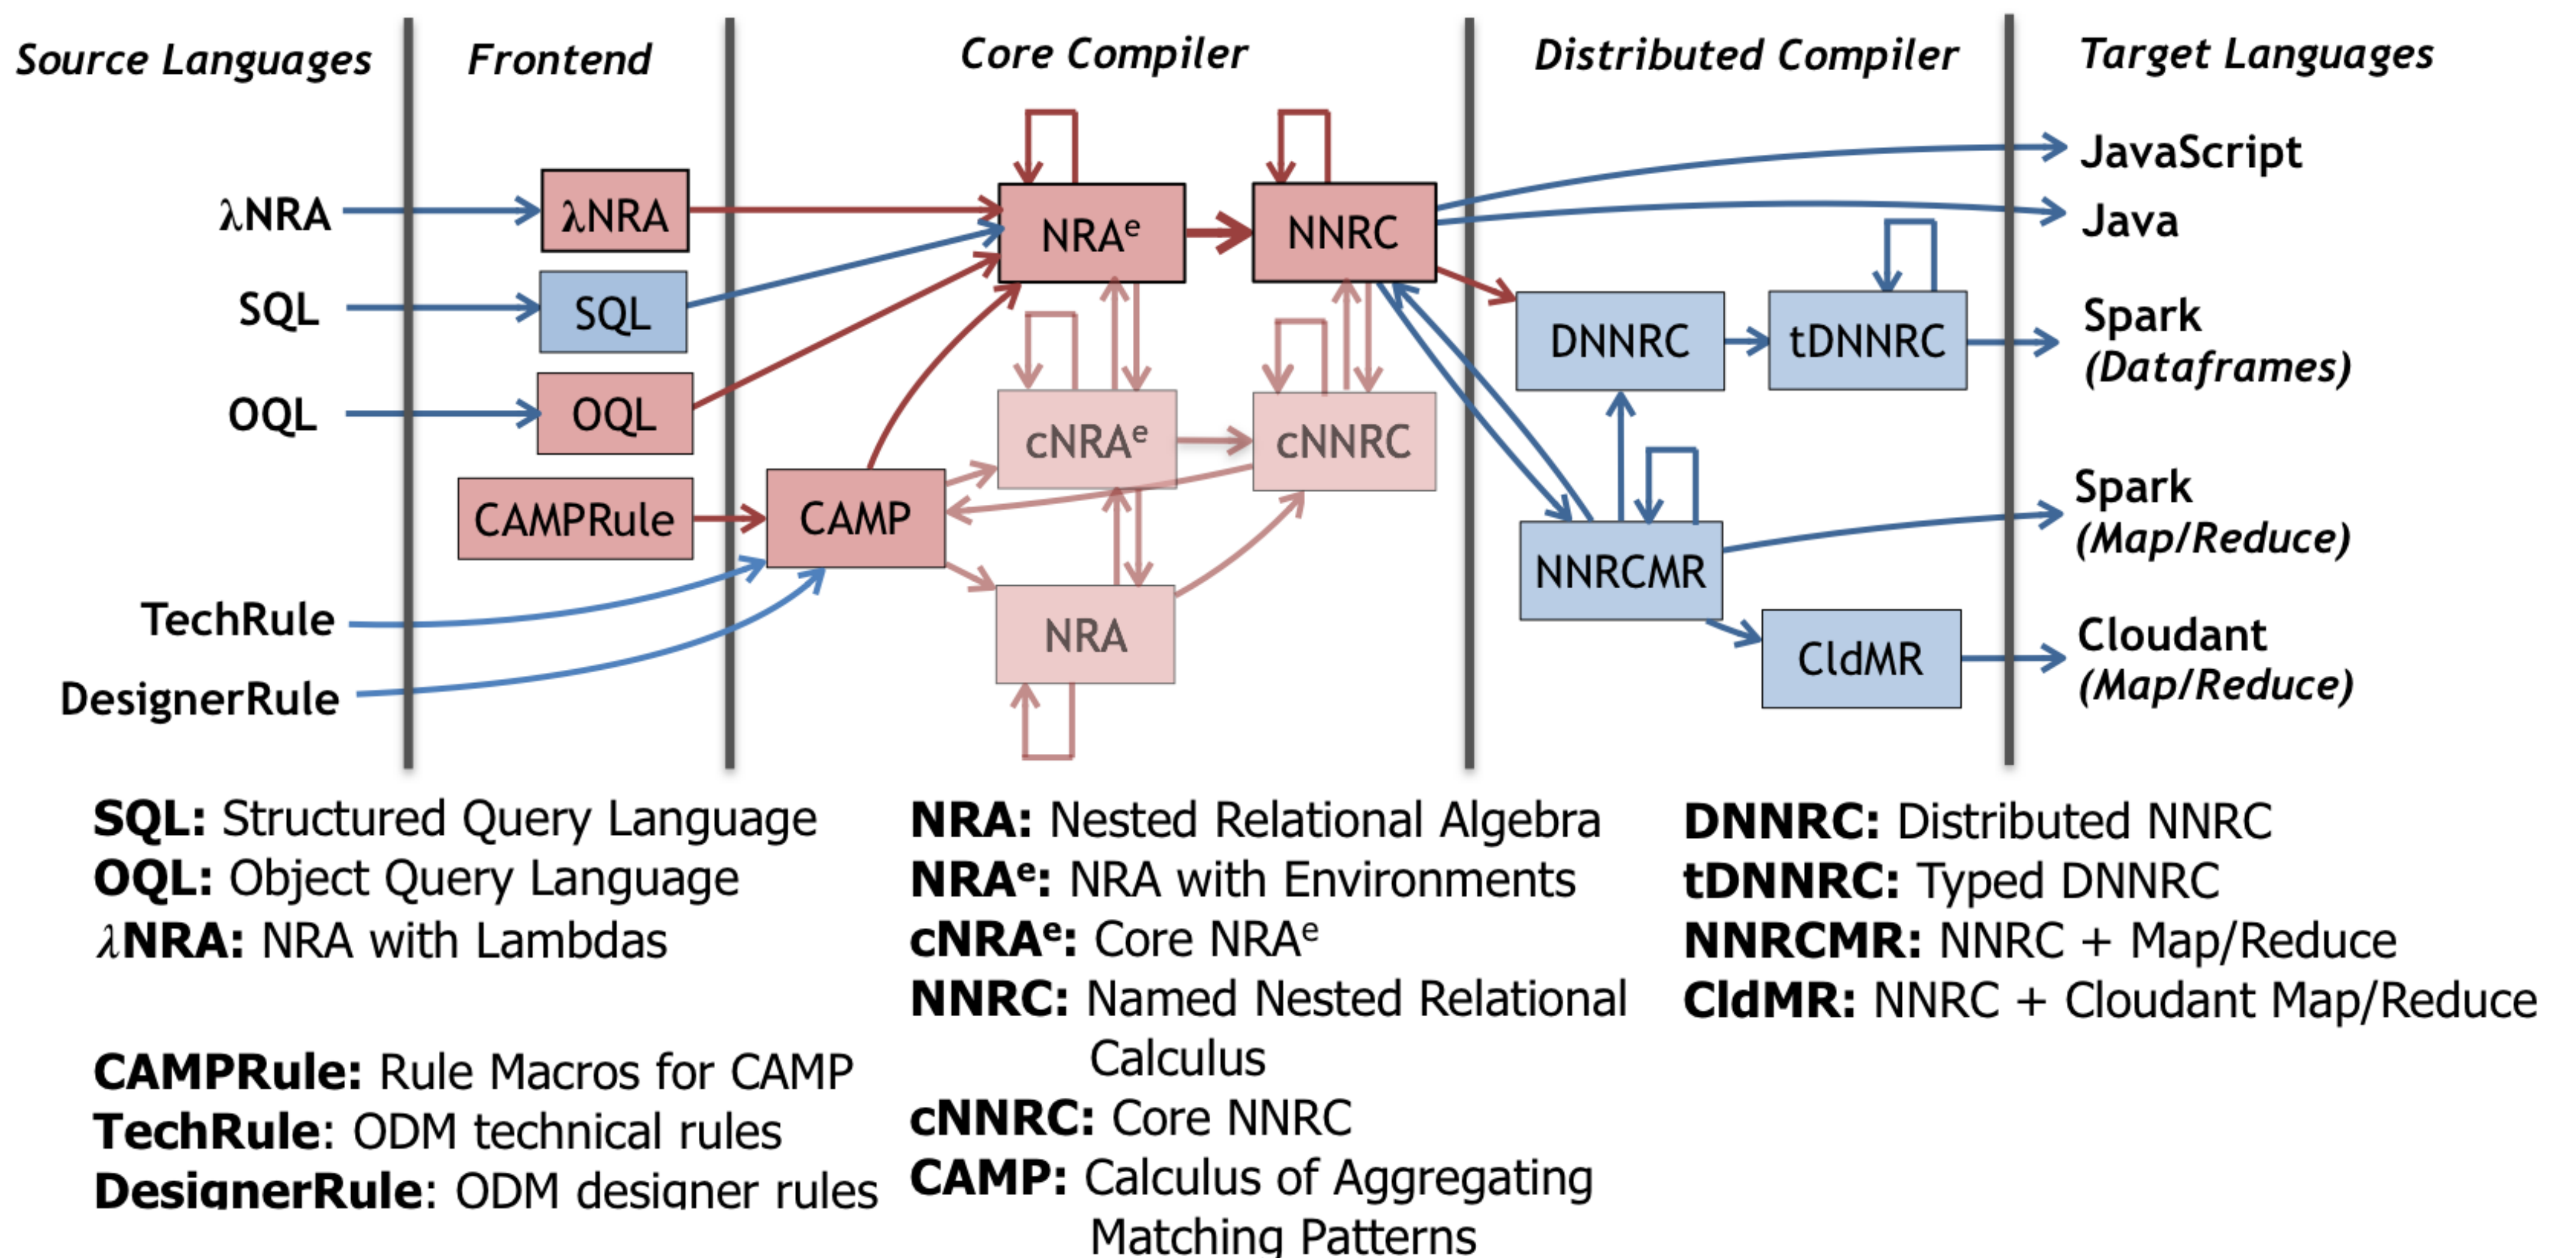 Source Languages
Frontend
Core Compiler
Distributed Compiler
Target Languages
λNRA
SQL
OQL
TechRule
DesignerRule
λNRA
SQL
OQL
CAMPRule
CAMP
NRAᵉ
NNRC
cNRAᵉ
cNNRC
NRA
DNNRC
tDNNRC
NNRCMR
CldMR
JavaScript
Java
Spark
(Dataframes)
Spark
(Map/Reduce)
Cloudant
(Map/Reduce)
SQL: Structured Query Language
OQL: Object Query Language
λNRA: NRA with Lambdas
CAMPRule: Rule Macros for CAMP
TechRule: ODM technical rules
DesignerRule: ODM designer rules
NRA: Nested Relational Algebra
NRAᵉ: NRA with Environments
cNRAᵉ: Core NRAᵉ
NNRC: Named Nested Relational
Calculus
cNNRC: Core NNRC
CAMP: Calculus of Aggregating
Matching Patterns
DNNRC: Distributed NNRC
tDNNRC: Typed DNNRC
NNRCMR: NNRC + Map/Reduce
CldMR: NNRC + Cloudant Map/Reduce